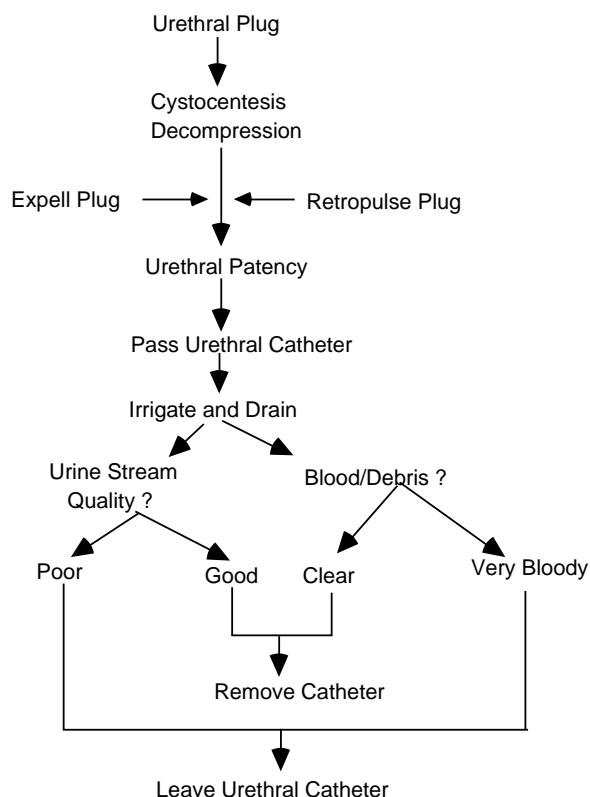 Urethral Plug
Cystocentesis
Decompression
Expell Plug
Retropulse Plug
Urethral Patency
Pass Urethral Catheter
Irrigate and Drain
Urine Stream
Quality ?
Blood/Debris ?
Poor
Good
Clear
Very Bloody
Remove Catheter
Leave Urethral Catheter